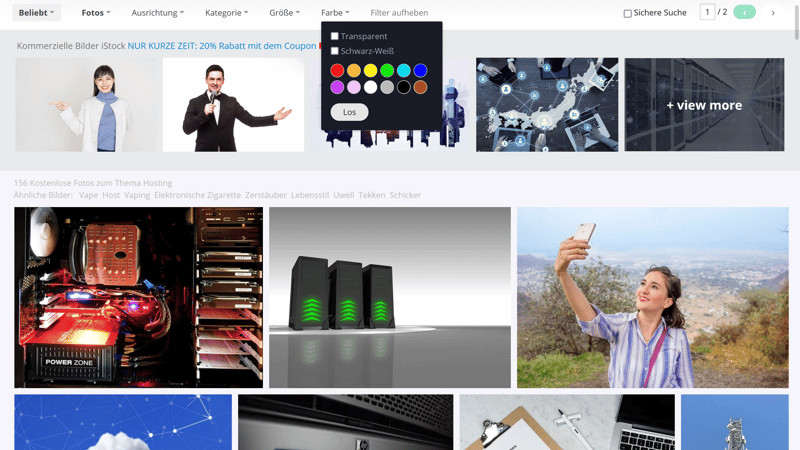 Beliebt Fotos Ausrichtung Kategorie Größe Farbe Filter aufheben Sichere Suche 1 / 2 ‹ ›
Transparent
Schwarz-Weiß
Los
Kommerzielle Bilder iStock NUR KURZE ZEIT: 20% Rabatt mit dem Coupon
+ view more
156 Kostenlose Fotos zum Thema Hosting
Ähnliche Bilder: Vape Host Vaping Elektronische Zigarette Zerstäuber Lebensstil Uwell Tekken Schicker
POWER ZONE
hp